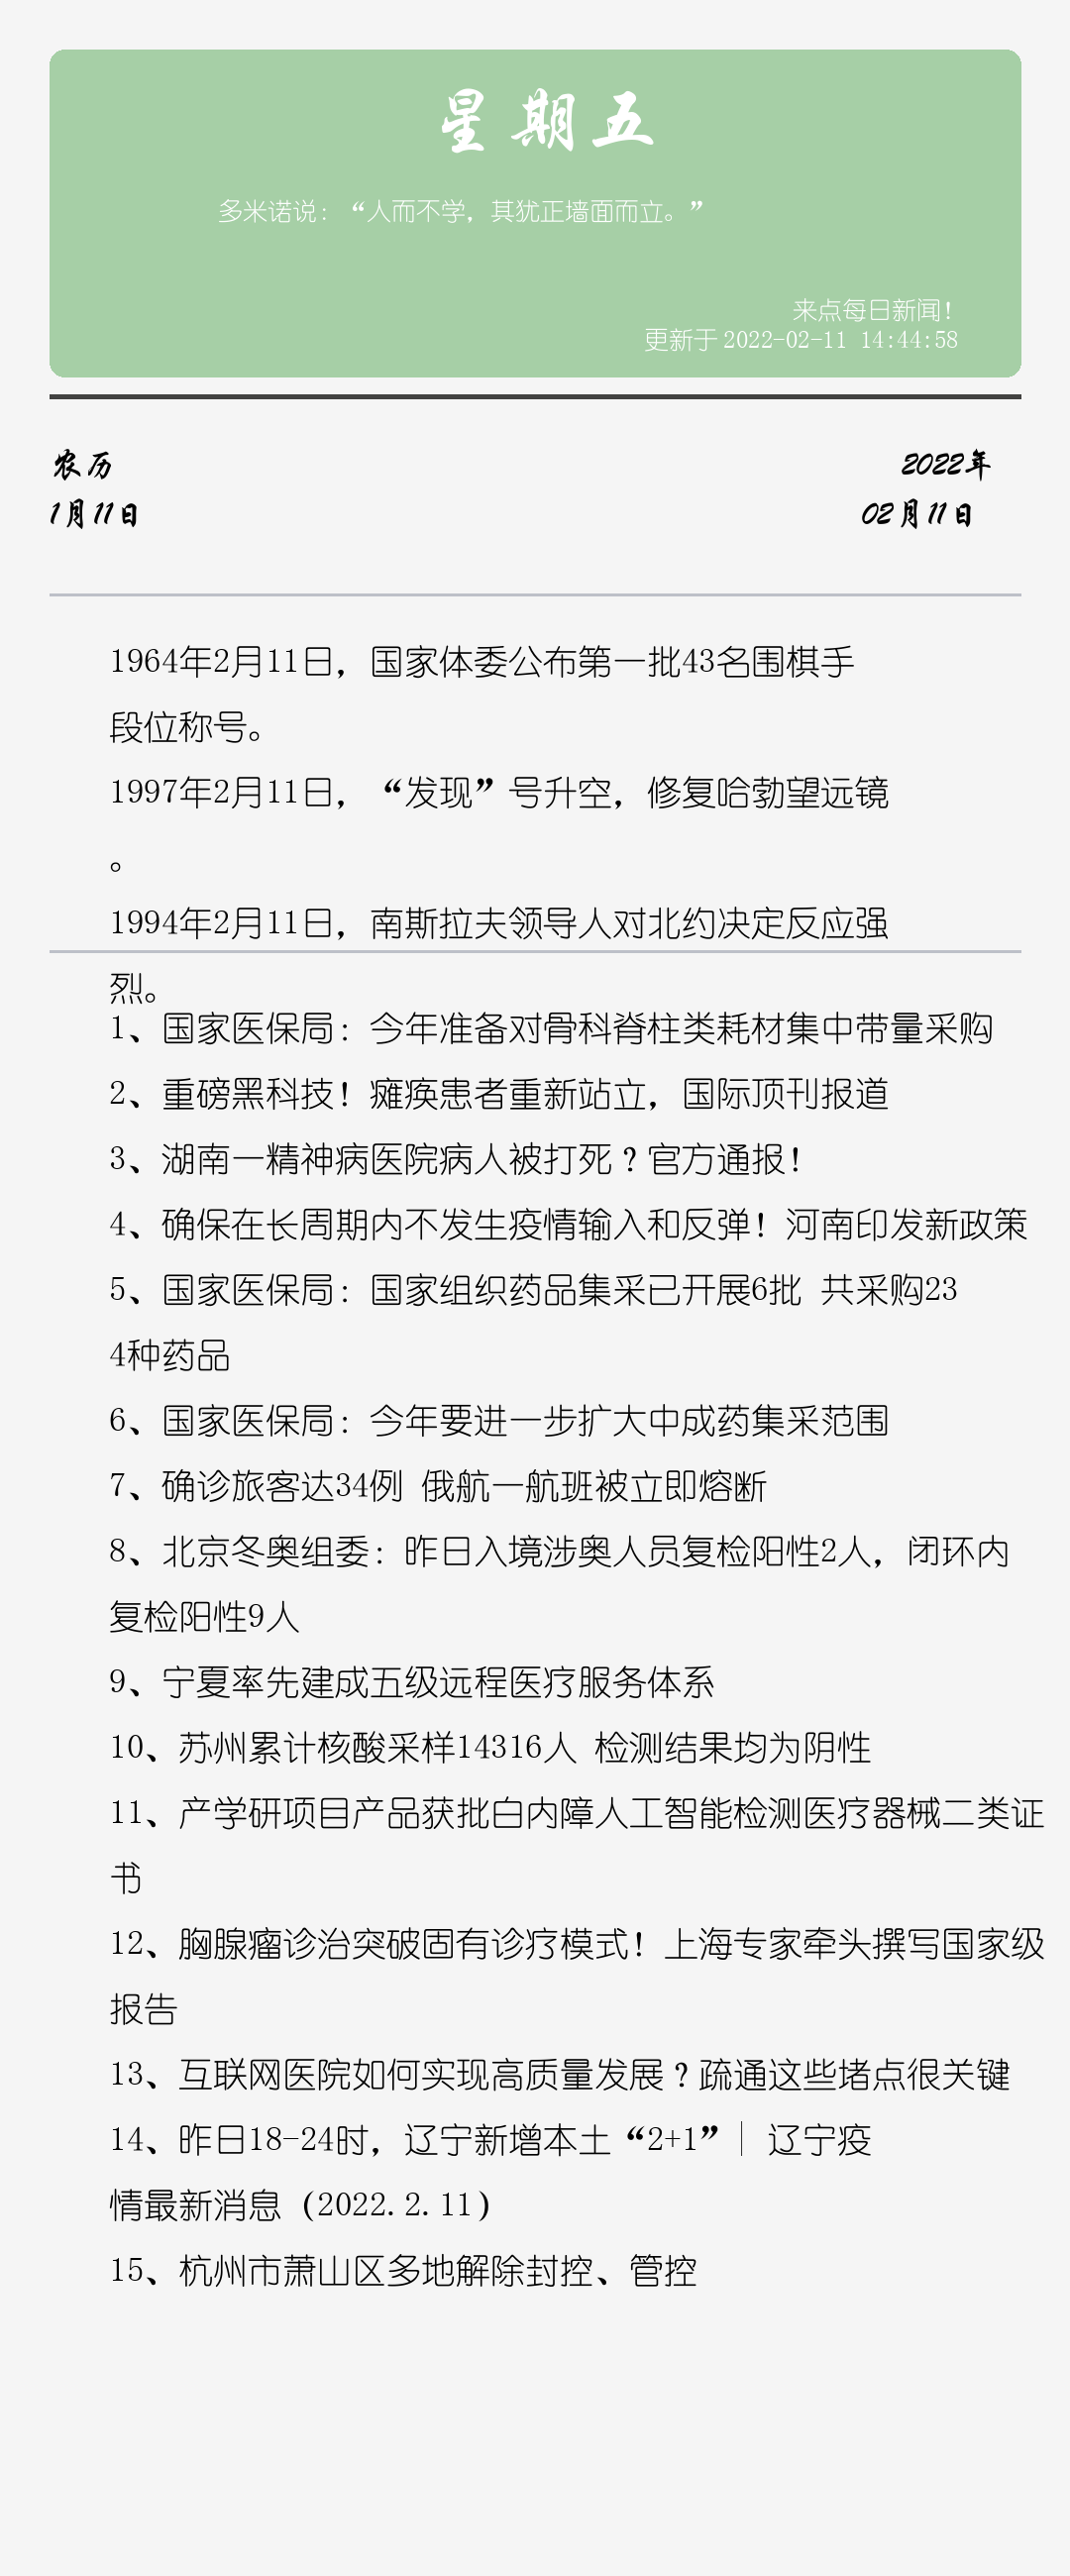 星期五
多米诺说：“人而不学，其犹正墙面而立。”
来点每日新闻！
更新于 2022-02-11 14:44:58
农历
2022年
1月11日
02月11日
1964年2月11日，国家体委公布第一批43名围棋手
段位称号。
1997年2月11日，“发现”号升空，修复哈勃望远镜
。
1994年2月11日，南斯拉夫领导人对北约决定反应强
烈。
1、国家医保局：今年准备对骨科脊柱类耗材集中带量采购
2、重磅黑科技！瘫痪患者重新站立，国际顶刊报道
3、湖南一精神病医院病人被打死？官方通报！
4、确保在长周期内不发生疫情输入和反弹！河南印发新政策
5、国家医保局：国家组织药品集采已开展6批 共采购23
4种药品
6、国家医保局：今年要进一步扩大中成药集采范围
7、确诊旅客达34例 俄航一航班被立即熔断
8、北京冬奥组委：昨日入境涉奥人员复检阳性2人，闭环内
复检阳性9人
9、宁夏率先建成五级远程医疗服务体系
10、苏州累计核酸采样14316人 检测结果均为阴性
11、产学研项目产品获批白内障人工智能检测医疗器械二类证
书
12、胸腺瘤诊治突破固有诊疗模式！上海专家牵头撰写国家级
报告
13、互联网医院如何实现高质量发展？疏通这些堵点很关键
14、昨日18-24时，辽宁新增本土“2+1”｜ 辽宁疫
情最新消息（2022.2.11）
15、杭州市萧山区多地解除封控、管控